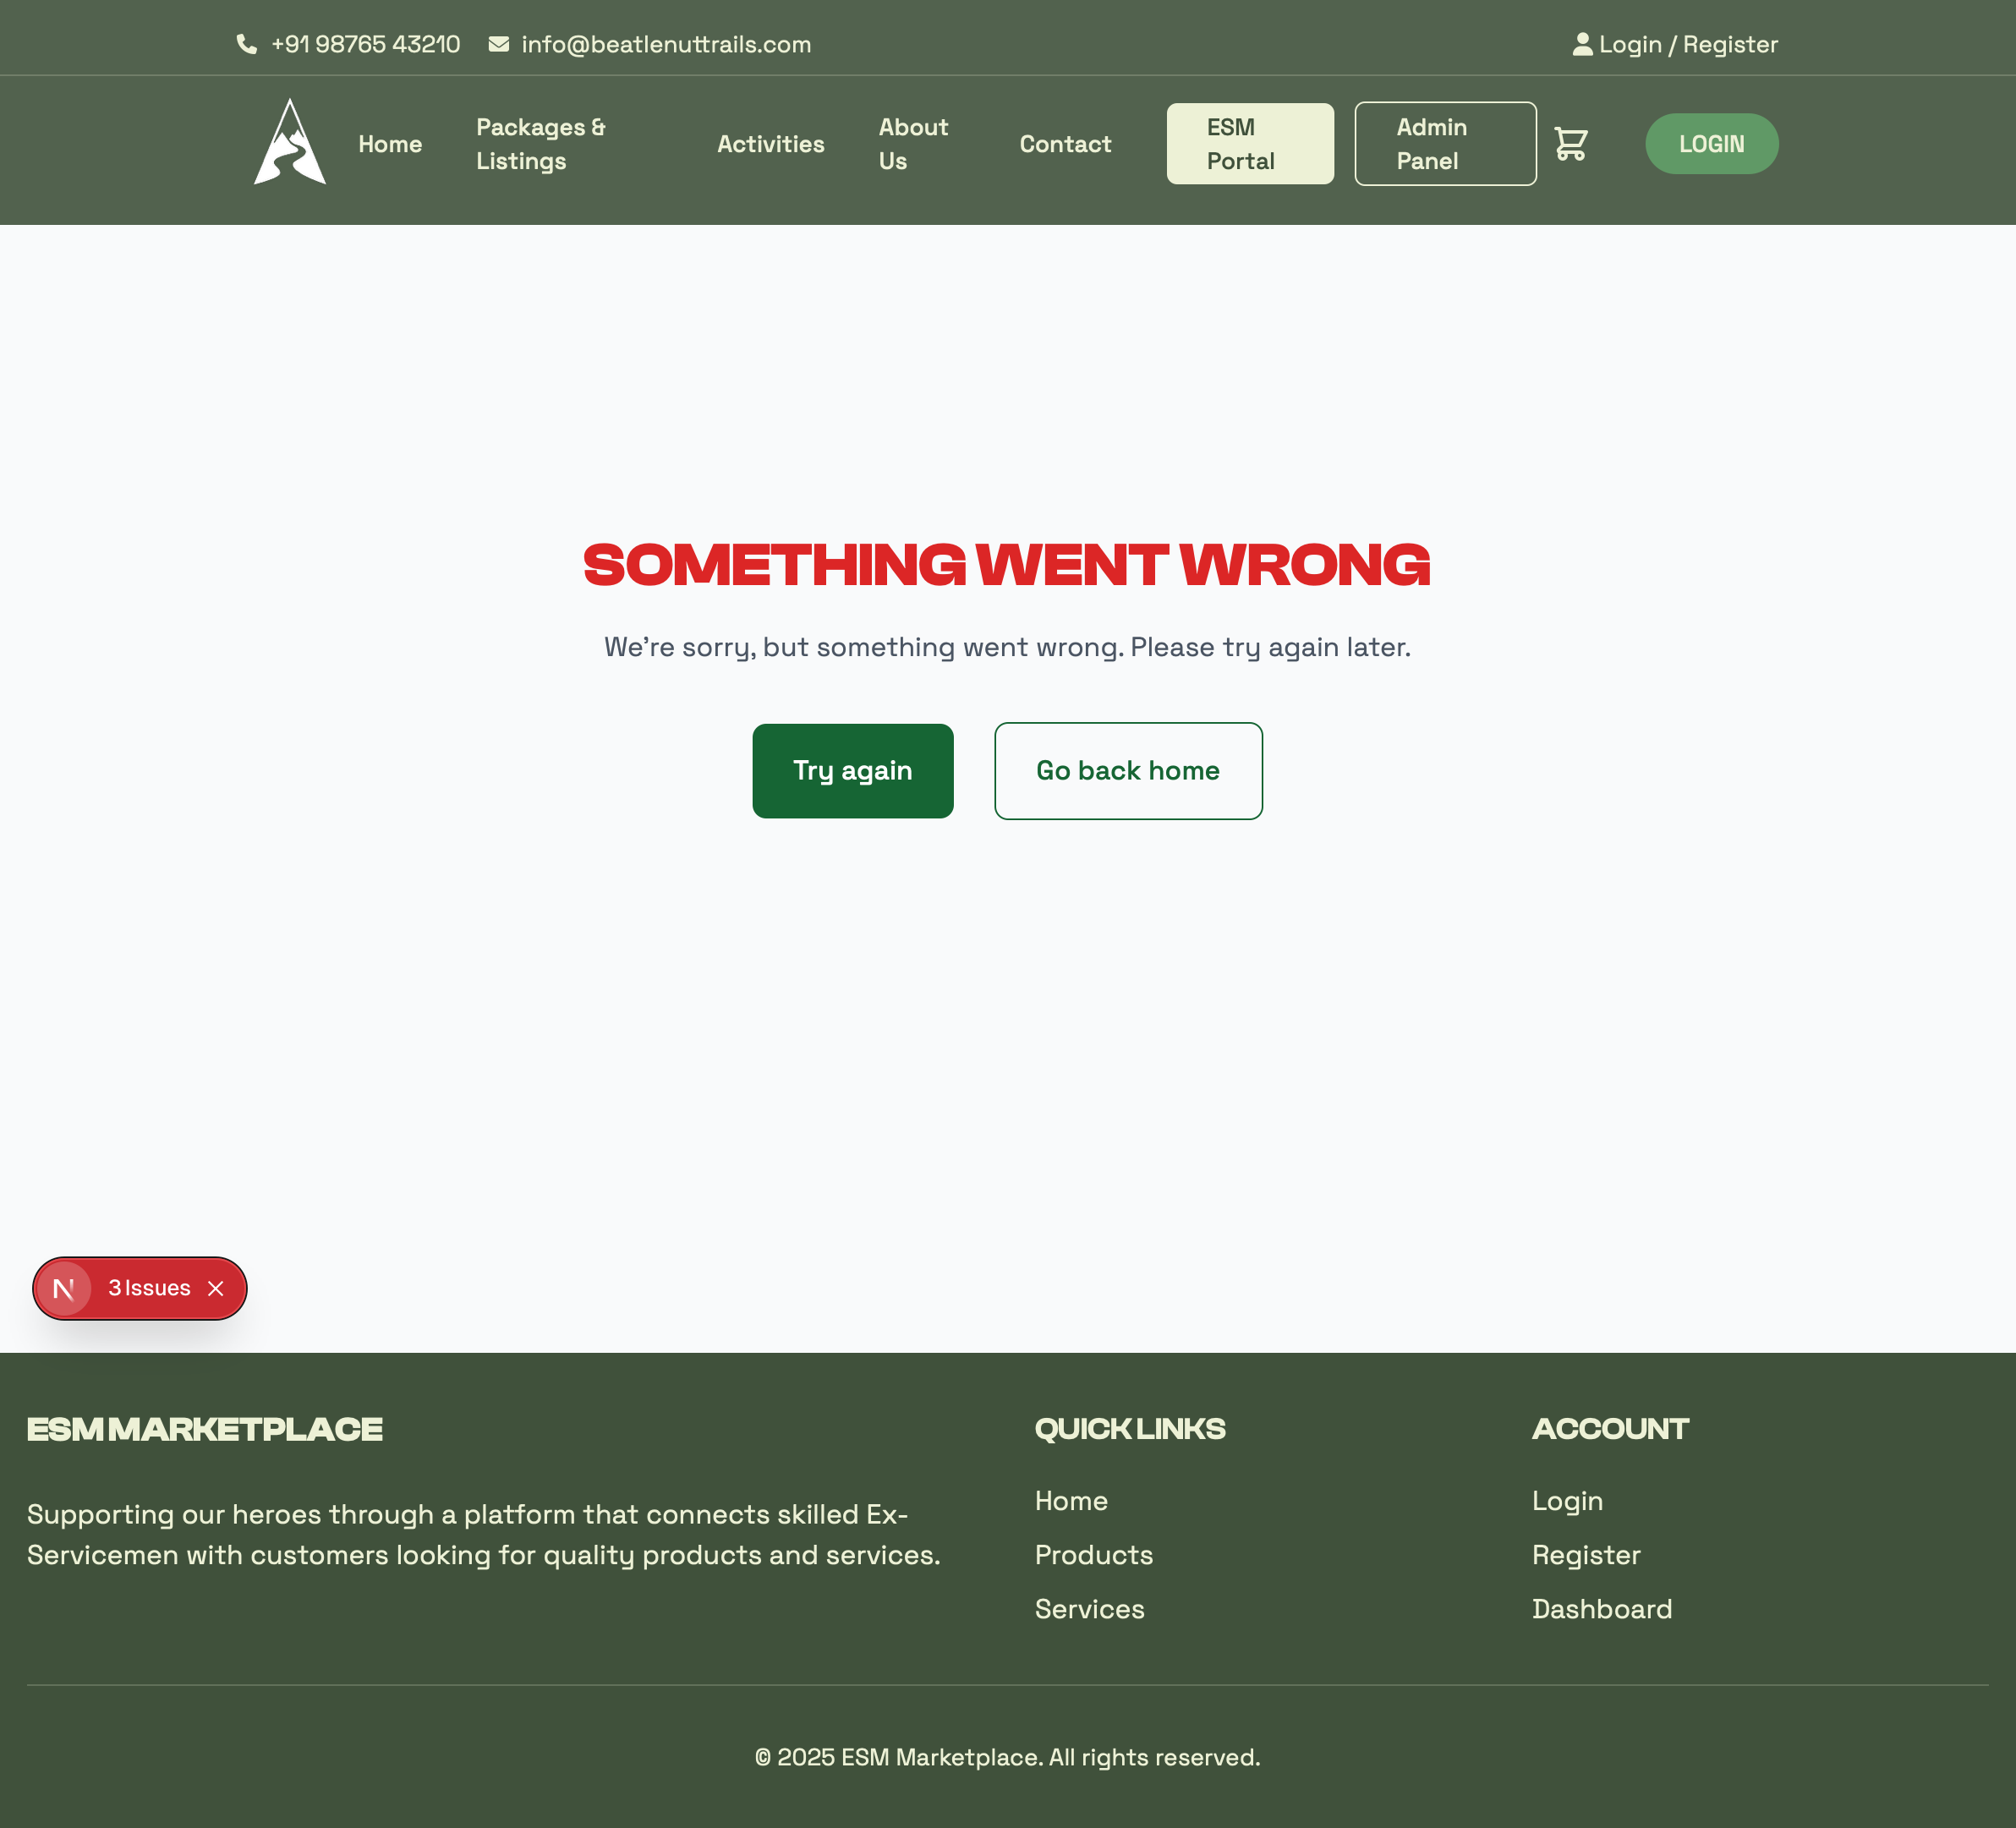 +91 98765 43210
info@beatlenuttrails.com
Login / Register
Home
Packages &
Listings
Activities
About
Us
Contact
ESM
Portal
Admin
Panel
LOGIN
SOMETHING WENT WRONG
We're sorry, but something went wrong. Please try again later.
Try again
Go back home
N
3 Issues
ESM MARKETPLACE
Supporting our heroes through a platform that connects skilled Ex-
Servicemen with customers looking for quality products and services.
QUICK LINKS
Home
Products
Services
ACCOUNT
Login
Register
Dashboard
© 2025 ESM Marketplace. All rights reserved.